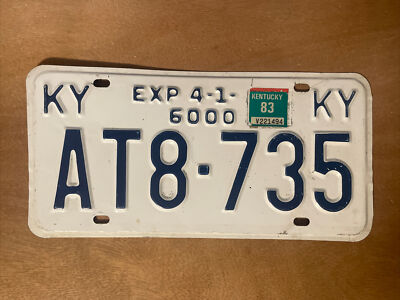 KY EXP 4-1- KENTUCKY KY
6000 83
V221494
AT8·735